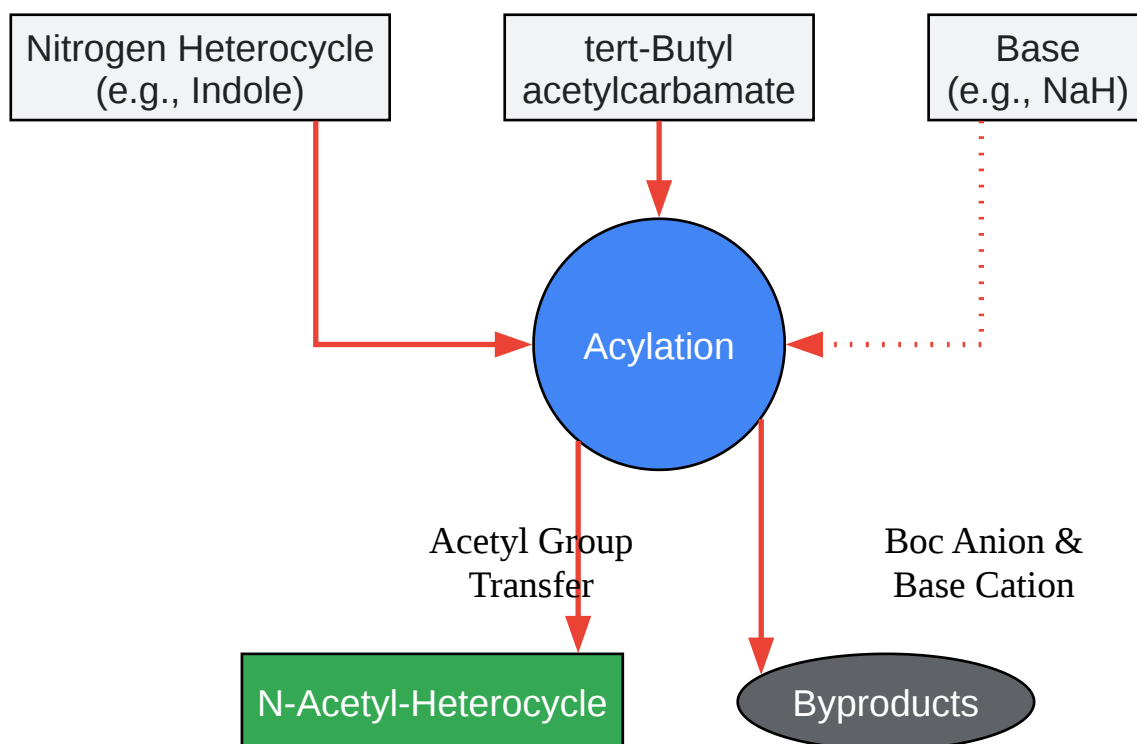 Nitrogen Heterocycle
(e.g., Indole)
tert-Butyl
acetylcarbamate
Base
(e.g., NaH)
Acylation
Acetyl Group
Transfer
Boc Anion &
Base Cation
N-Acetyl-Heterocycle
Byproducts